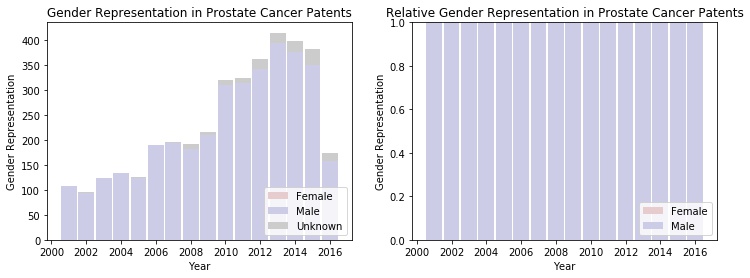 Gender Representation in Prostate Cancer Patents
400
350
300
250
200
150
100
50
0
Gender Representation
2000 2002 2004 2006 2008 2010 2012 2014 2016
Year
Female
Male
Unknown
Relative Gender Representation in Prostate Cancer Patents
1.0
0.8
0.6
0.4
0.2
0.0
Gender Representation
2000 2002 2004 2006 2008 2010 2012 2014 2016
Year
Female
Male